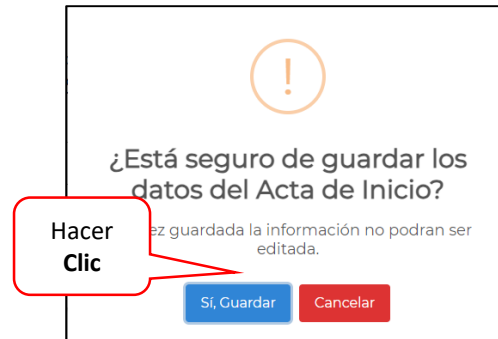 !
¿Está seguro de guardar los
datos del Acta de Inicio?
Hacer
Clic
ez guardada la información no podran ser
editada.
Sí, Guardar
Cancelar